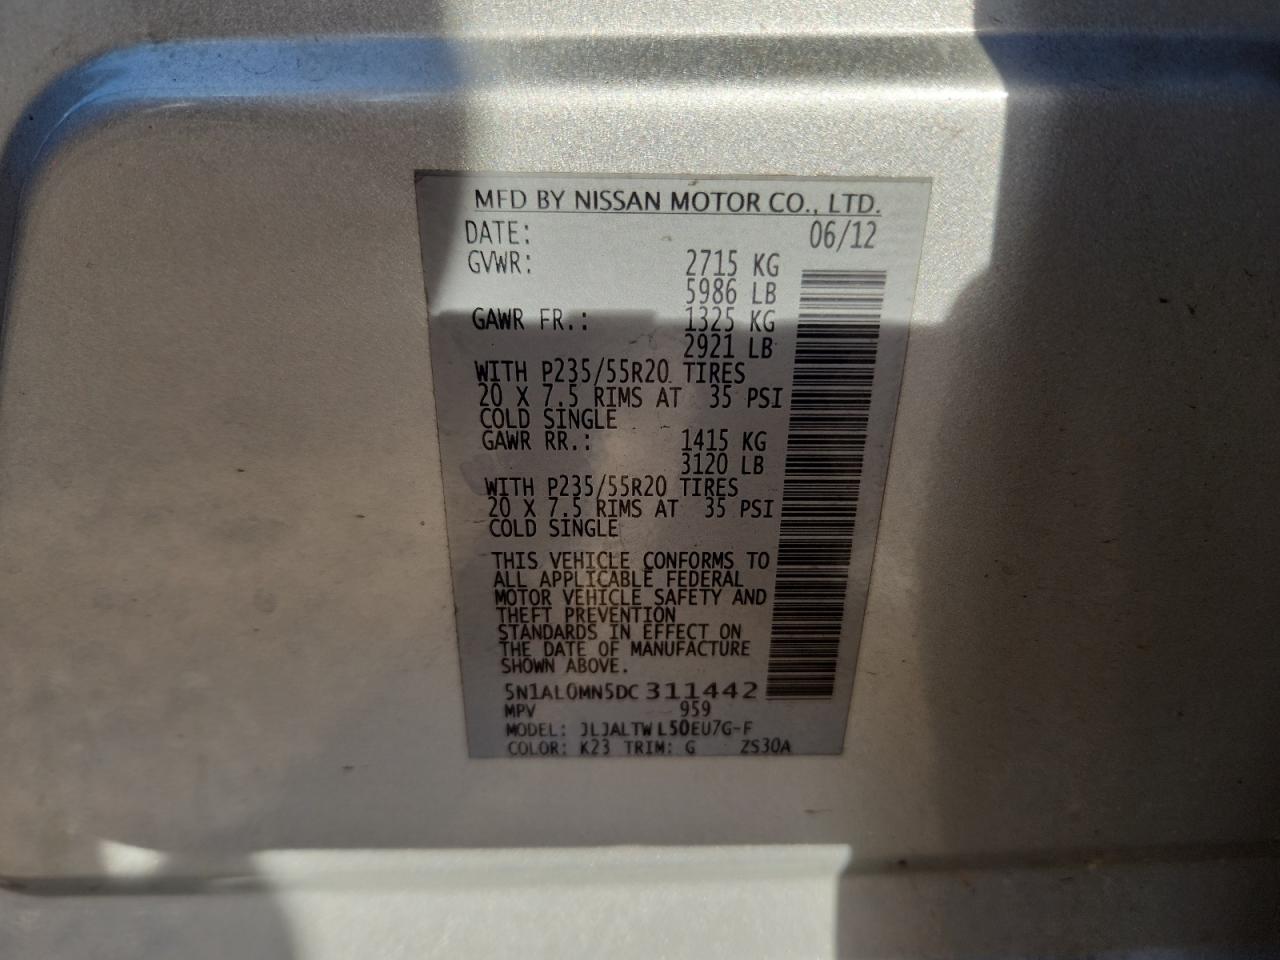 MFD BY NISSAN MOTOR CO., LTD.
DATE: 06/12
GVWR: 2715 KG
5986 LB
GAWR FR.: 1325 KG
2921 LB
WITH P235/55R20 TIRES
20 X 7.5 RIMS AT 35 PSI
COLD SINGLE
GAWR RR.: 1415 KG
3120 LB
WITH P235/55R20 TIRES
20 X 7.5 RIMS AT 35 PSI
COLD SINGLE
THIS VEHICLE CONFORMS TO
ALL APPLICABLE FEDERAL
MOTOR VEHICLE SAFETY AND
THEFT PREVENTION
STANDARDS IN EFFECT ON
THE DATE OF MANUFACTURE
SHOWN ABOVE.
5N1AL0MN5DC 311442
MPV 959
MODEL: JLJALTW L50EU7G-F
COLOR: K23 TRIM: G ZS30A